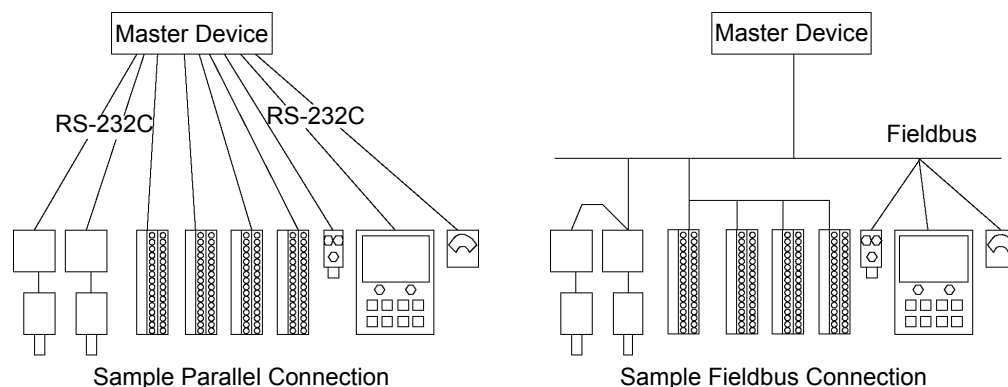 Master Device
RS-232C
RS-232C
Sample Parallel Connection
Master Device
Fieldbus
Sample Fieldbus Connection